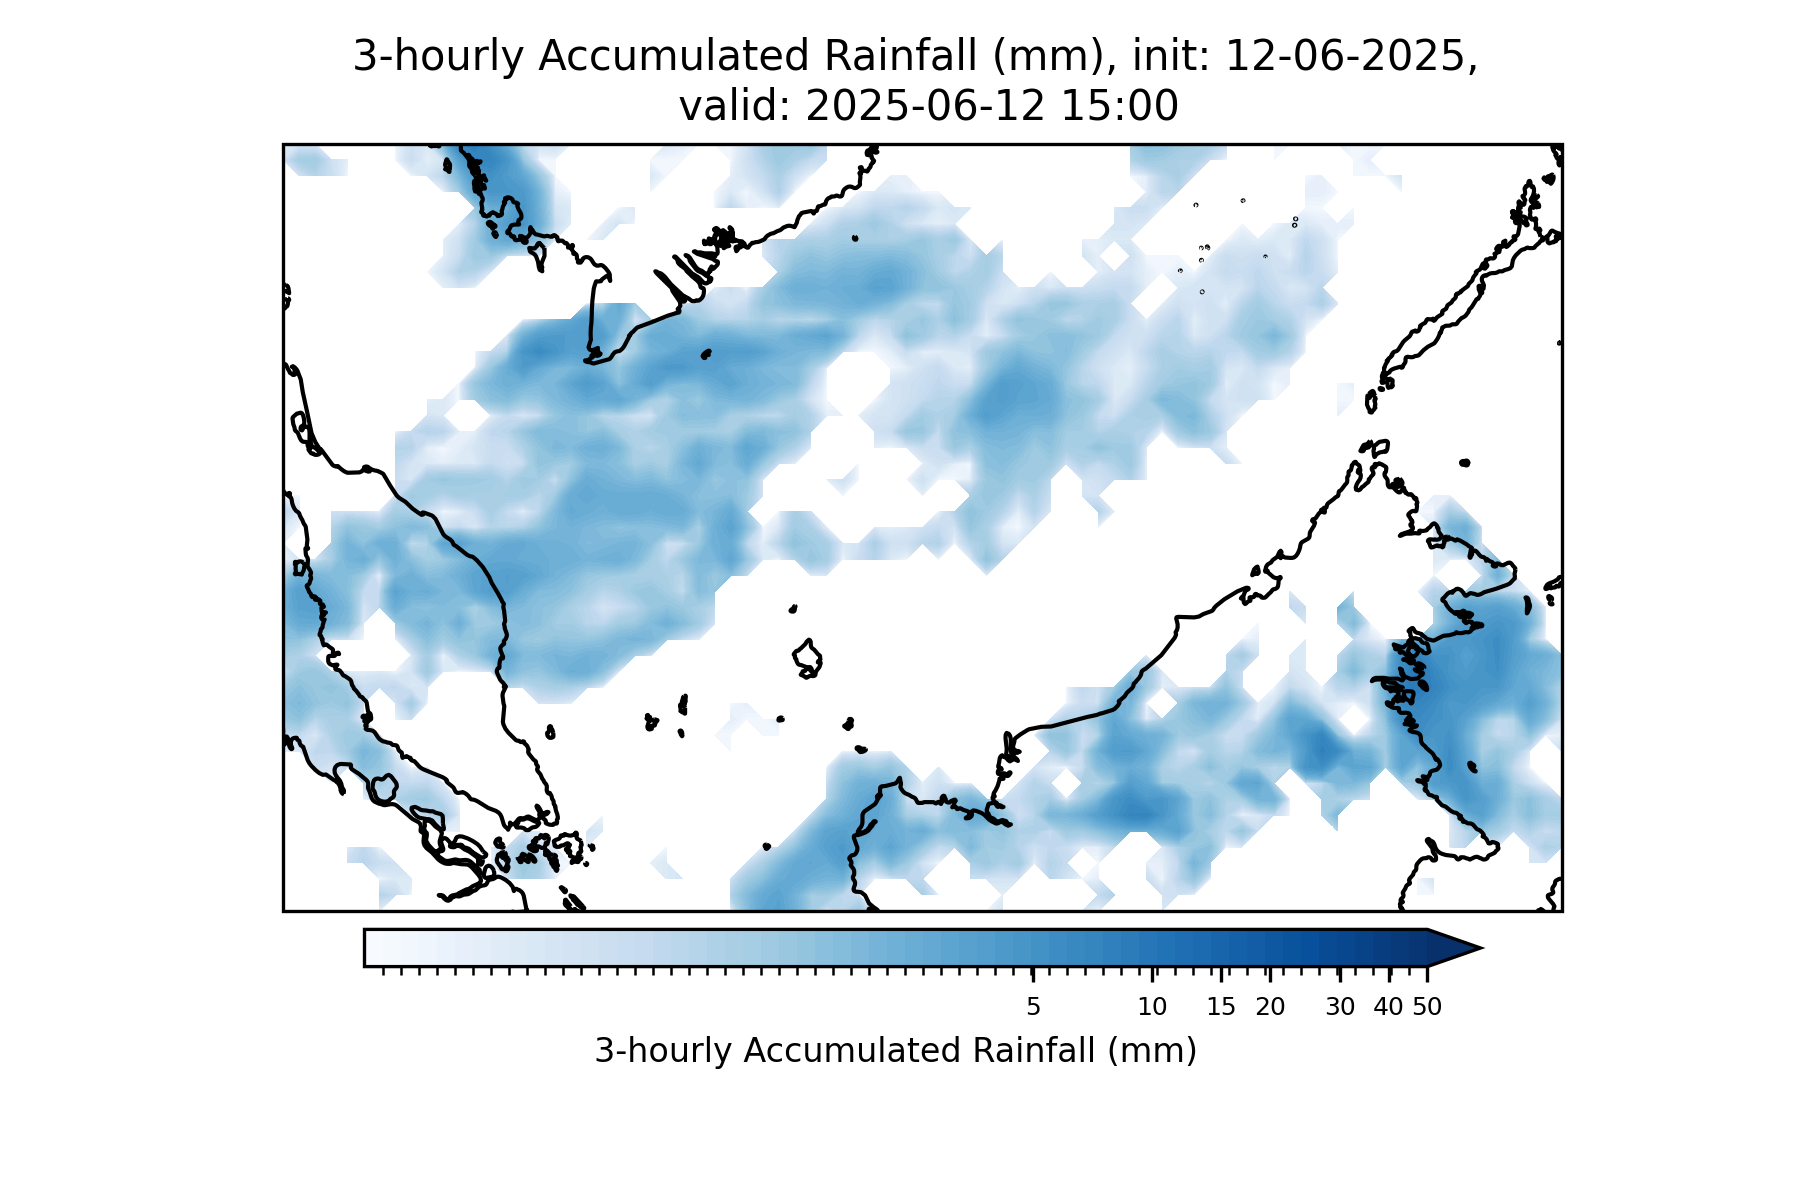 3-hourly Accumulated Rainfall (mm), init: 12-06-2025,
valid: 2025-06-12 15:00
5 10 15 20 30 40 50
3-hourly Accumulated Rainfall (mm)